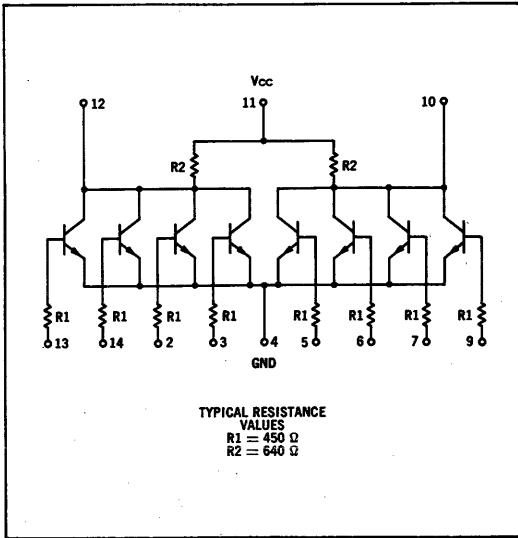 Vcc
12 11 10
R2 R2
R1 R1 R1 R1 R1 R1 R1 R1
13 14 2 3 4 5 6 7 9
GND
TYPICAL RESISTANCE
VALUES
R1 = 450 Ω
R2 = 640 Ω